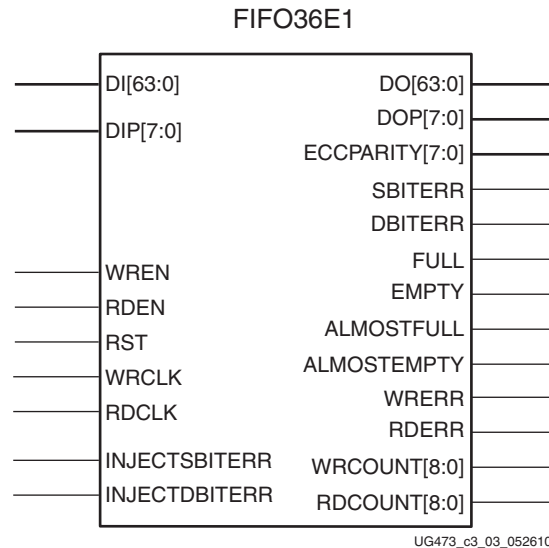 FIFO36E1
DI[63:0]
DIP[7:0]
WREN
RDEN
RST
WRCLK
RDCLK
INJECTSBITERR
INJECTDBITERR
DO[63:0]
DOP[7:0]
ECCPARITY[7:0]
SBITERR
DBITERR
FULL
EMPTY
ALMOSTFULL
ALMOSTEMPTY
WRERR
RDERR
WRCOUNT[8:0]
RDCOUNT[8:0]
UG473_c3_03_052610